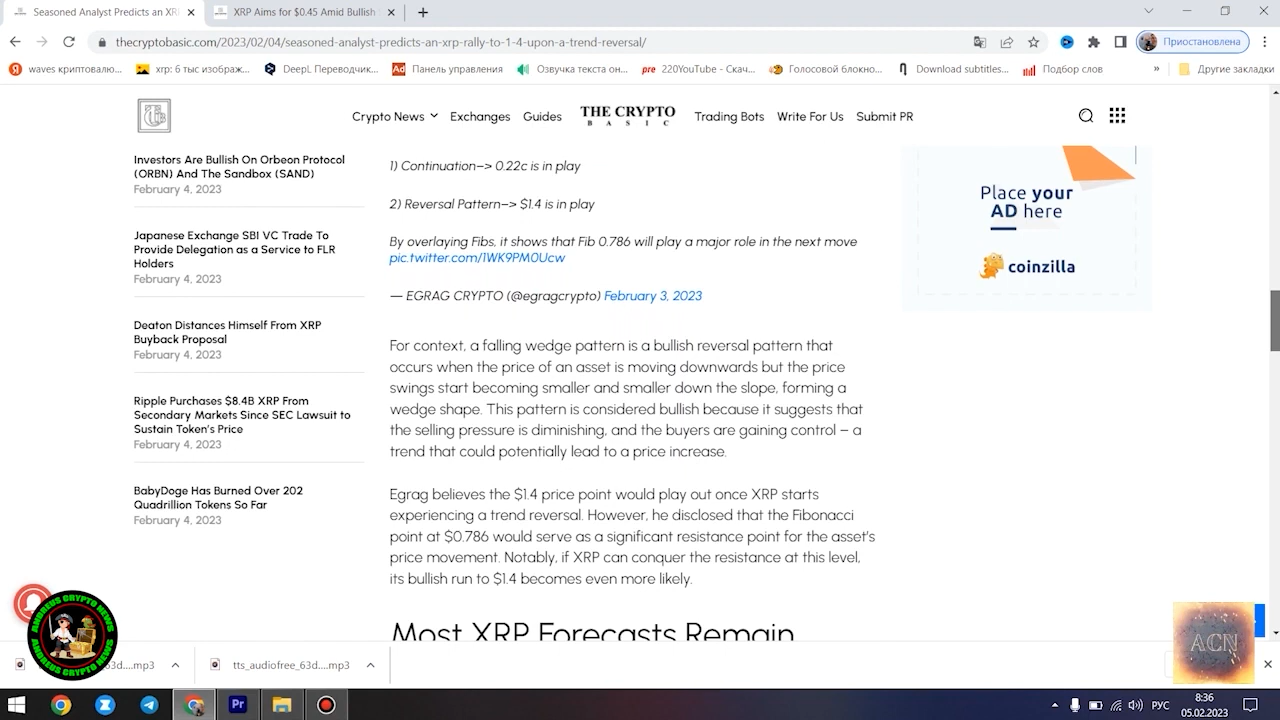 Seasoned Analyst Predicts an XRI
XRP Aims for $0.45 Amid Bullish
thecryptobasic.com/2023/02/04/seasoned-analyst-predicts-an-xrp-rally-to-1-4-upon-a-trend-reversal/
Приостановлена
waves криптовалю...
xrp: 6 тыс изображ...
DeepL Переводчик...
Ad
Панель управления
Озвучка текста он...
pre
220YouTube - Скач...
Голосовой блокно...
Download subtitles...
Подбор слов
»
Другие закладки
Crypto News
Exchanges
Guides
THE CRYPTO
BASIC
Trading Bots
Write For Us
Submit PR
Investors Are Bullish On Orbeon Protocol
(ORBN) And The Sandbox (SAND)
February 4, 2023
Japanese Exchange SBI VC Trade To
Provide Delegation as a Service to FLR
Holders
February 4, 2023
Deaton Distances Himself From XRP
Buyback Proposal
February 4, 2023
Ripple Purchases $8.4B XRP From
Secondary Markets Since SEC Lawsuit to
Sustain Token's Price
February 4, 2023
BabyDoge Has Burned Over 202
Quadrillion Tokens So Far
February 4, 2023
1) Continuation–> 0.22c is in play
2) Reversal Pattern–> $1.4 is in play
By overlaying Fibs, it shows that Fib 0.786 will play a major role in the next move
pic.twitter.com/1WK9PM0Ucw
— EGRAG CRYPTO (@egragcrypto) February 3, 2023
For context, a falling wedge pattern is a bullish reversal pattern that
occurs when the price of an asset is moving downwards but the price
swings start becoming smaller and smaller down the slope, forming a
wedge shape. This pattern is considered bullish because it suggests that
the selling pressure is diminishing, and the buyers are gaining control – a
trend that could potentially lead to a price increase.
Egrag believes the $1.4 price point would play out once XRP starts
experiencing a trend reversal. However, he disclosed that the Fibonacci
point at $0.786 would serve as a significant resistance point for the asset's
price movement. Notably, if XRP can conquer the resistance at this level,
its bullish run to $1.4 becomes even more likely.
Most XRP Forecasts Remain
Place your
AD here
coinzilla
ANDREUS CRYPTO NEWS
ANDREUS CRYPTO NEWS
ACN
63d....mp3
tts_audiofree_63d....mp3
Pr
РУС
8:36
05.02.2023